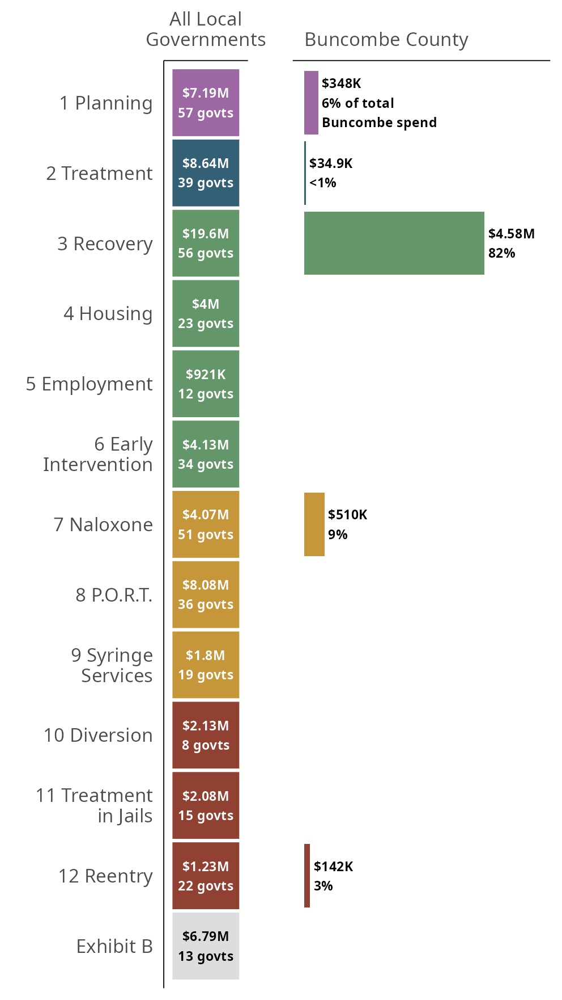 All Local
Governments
Buncombe County
1 Planning
$7.19M
57 govts
$348K
6% of total
Buncombe spend
2 Treatment
$8.64M
39 govts
$34.9K
<1%
3 Recovery
$19.6M
56 govts
$4.58M
82%
4 Housing
$4M
23 govts
5 Employment
$921K
12 govts
6 Early
Intervention
$4.13M
34 govts
7 Naloxone
$4.07M
51 govts
$510K
9%
8 P.O.R.T.
$8.08M
36 govts
9 Syringe
Services
$1.8M
19 govts
10 Diversion
$2.13M
8 govts
11 Treatment
in Jails
$2.08M
15 govts
12 Reentry
$1.23M
22 govts
$142K
3%
Exhibit B
$6.79M
13 govts